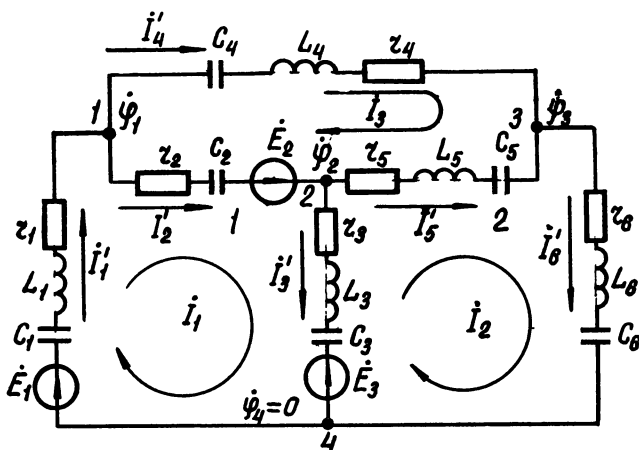 İ₄′
C₄
L₄
r₄
1
φ̇₁
İ₃
3
φ̇₃
r₂
C₂
Ė₂
φ̇₂
r₅
L₅
C₅
İ₂′
1
2
İ₅′
2
r₁
İ₁′
r₃
r₆
L₁
İ₁
İ₃′
L₃
İ₂
İ₆′
L₆
C₁
C₃
C₆
Ė₁
φ̇₄=0
Ė₃
4